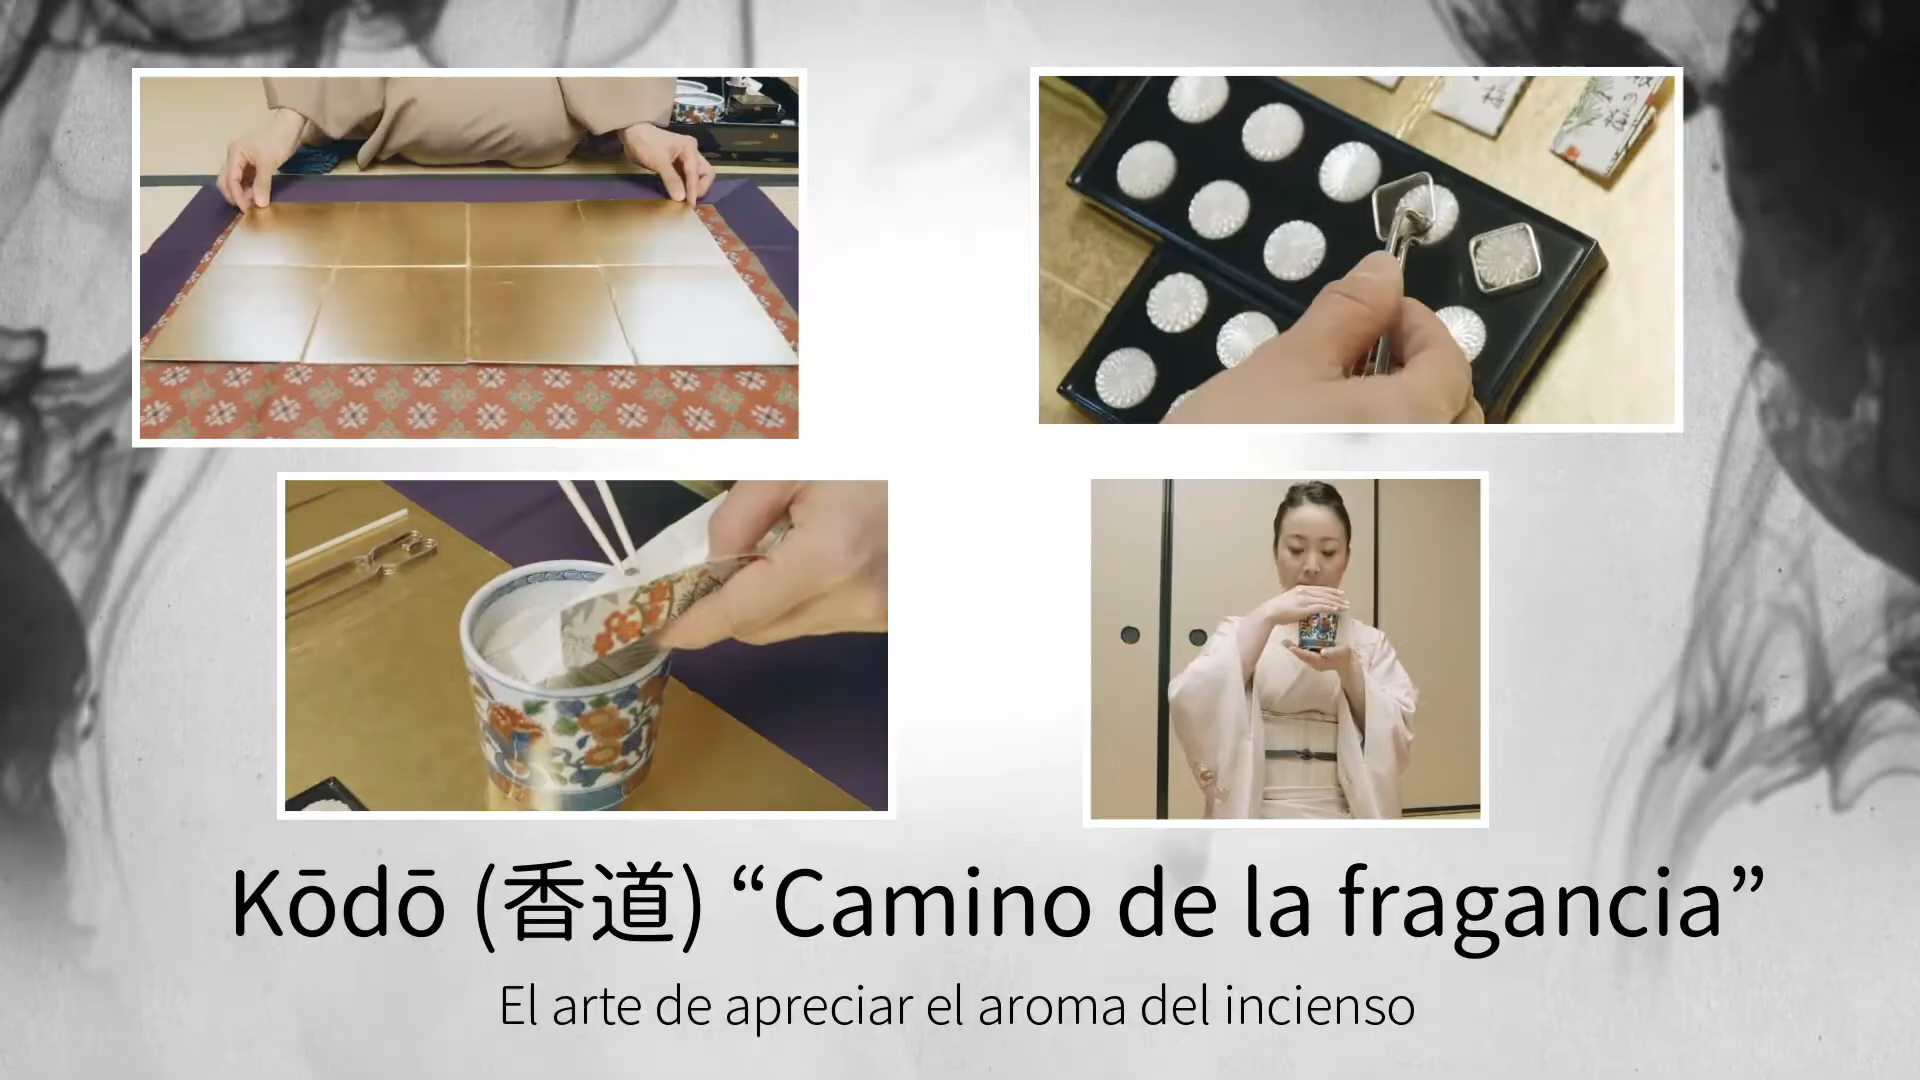 Kōdō (香道) “Camino de la fragancia”
El arte de apreciar el aroma del incienso